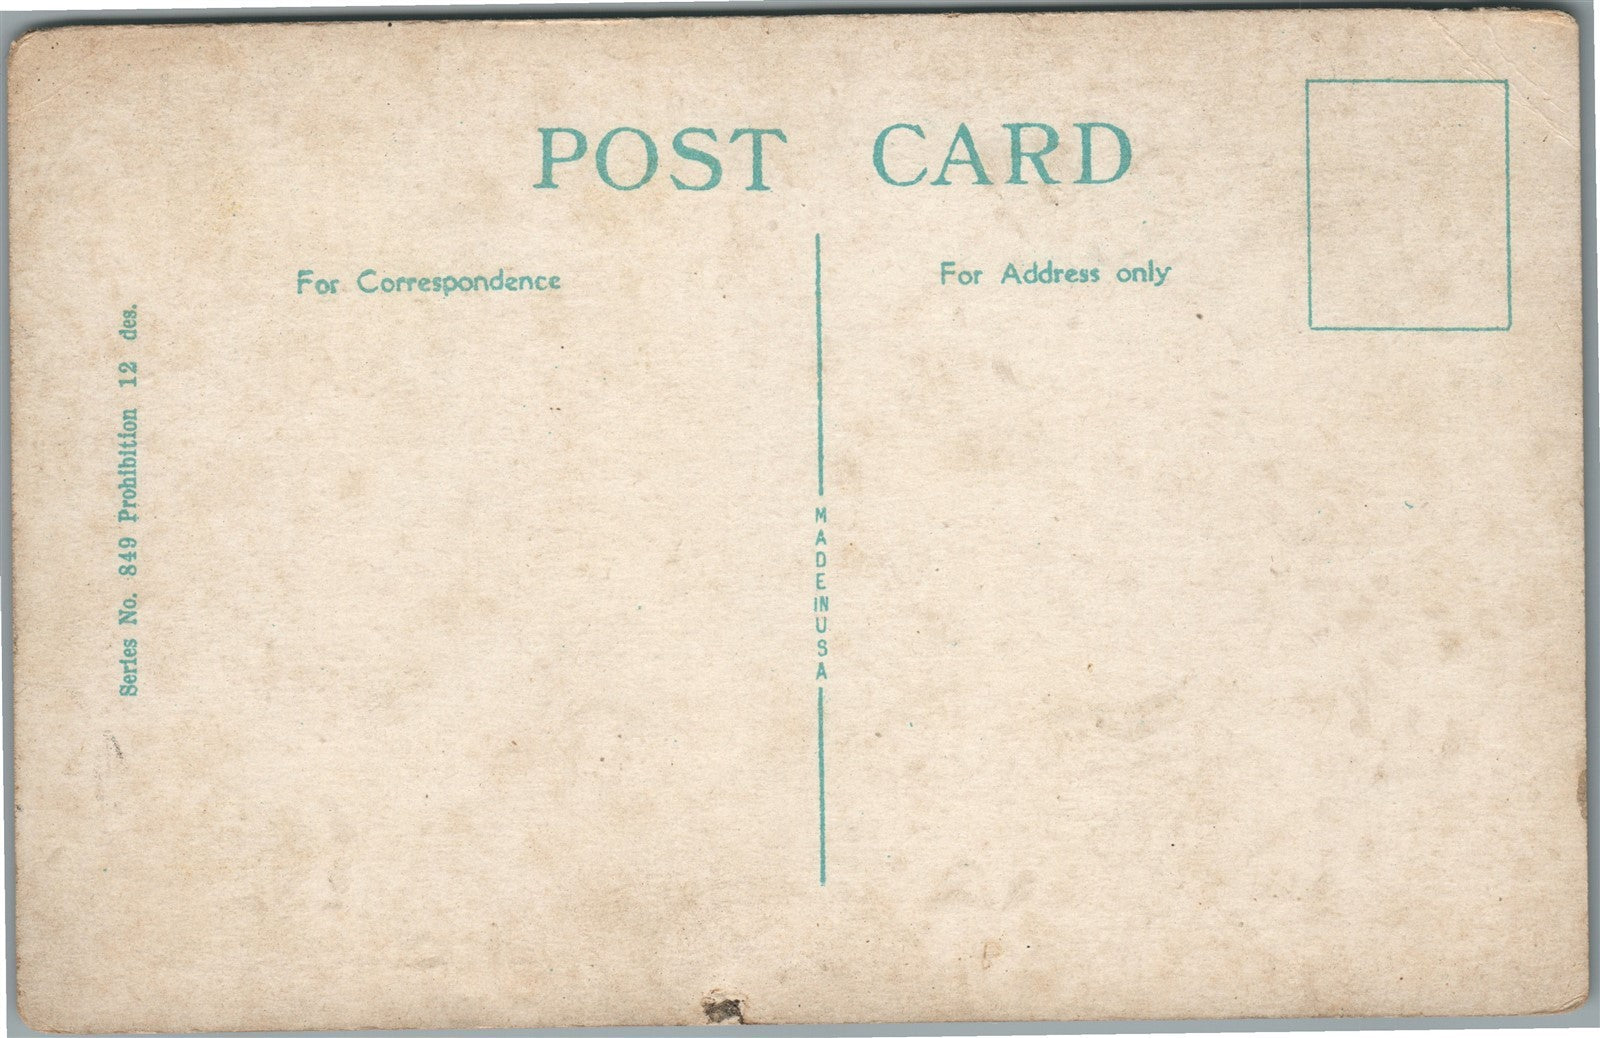 POST CARD
For Correspondence
For Address only
Series No. 849 Prohibition 12 des.
MADE IN USA